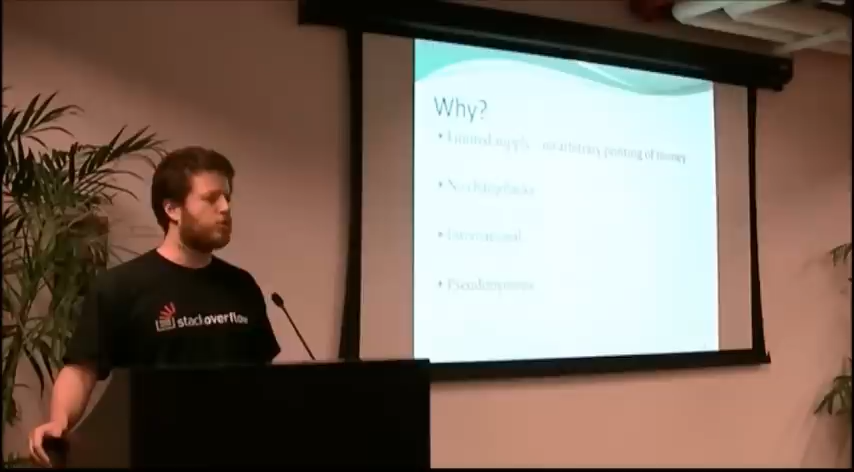 Why?
• Limited supply - no arbitrary printing of money
• No chargebacks
• International
• Pseudonymous
stackoverflow